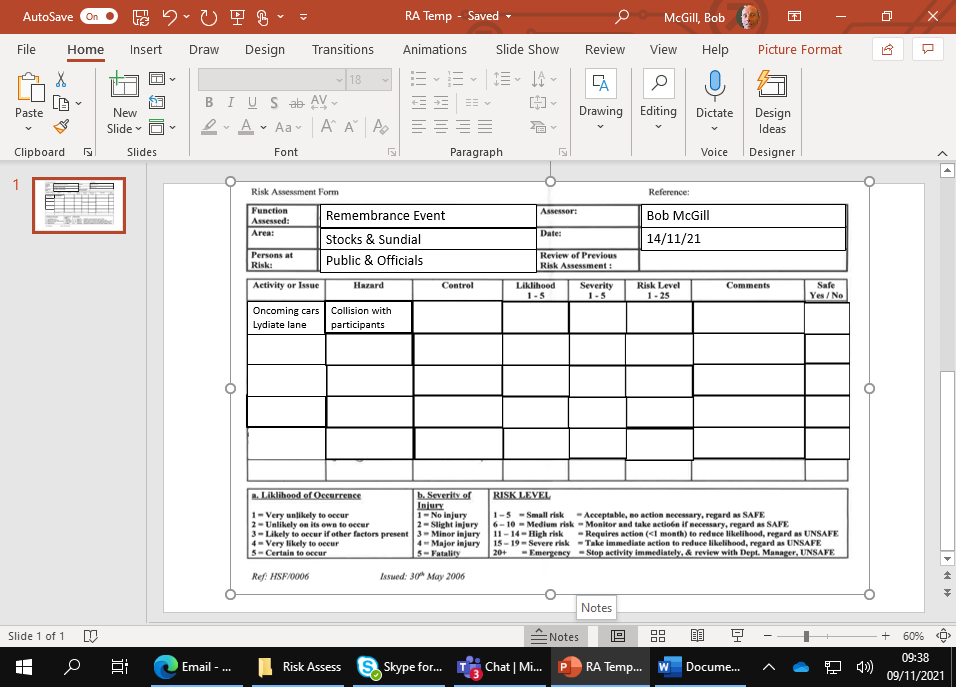 AutoSave On RA Temp - Saved McGill, Bob
File Home Insert Draw Design Transitions Animations Slide Show Review View Help Picture Format
18
Paste New Slide B I U S ab AV Aa Aa A A Drawing Editing Dictate Design Ideas
Clipboard Slides Font Paragraph Voice Designer
1
Risk Assessment Form Reference:
Function Assessed: Remembrance Event Assessor: Bob McGill
Area: Stocks & Sundial Date: 14/11/21
Persons at Risk: Public & Officials Review of Previous Risk Assessment :
Activity or Issue Hazard Control Liklihood 1 - 5 Severity 1 - 5 Risk Level 1 - 25 Comments Safe Yes / No
Oncoming cars Collision with
Lydiate lane participants
a. Liklihood of Occurrence b. Severity of Injury RISK LEVEL
1 = Very unlikely to occur 1 = No injury 1 – 5 = Small risk = Acceptable, no action necessary, regard as SAFE
2 = Unlikely on its own to occur 2 = Slight injury 6 – 10 = Medium risk = Monitor and take actioón if necessary, regard as SAFE
3 = Likely to occur if other factors present 3 = Minor injury 11 – 14 = High risk = Requires action (<1 month) to reduce likelihood, regard as UNSAFE
4 = Very likely to occur 4 = Major injury 15 – 19 = Severe risk = Take immediate action to reduce likelihood, regard as UNSAFE
5 = Certain to occur 5 = Fatality 20+ = Emergency = Stop activity immediately, & review with Dept. Manager, UNSAFE
Ref: HSF/0006 Issued: 30th May 2006
Notes
Slide 1 of 1 Notes 60%
Email - ... Risk Assess Skype for... Chat | Mi... 3 RA Temp... Docume... 09:38
09/11/2021